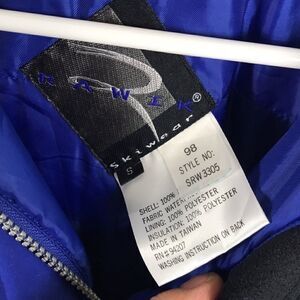 RAWIK®
Skiwear
S
98
STYLE NO:
SRW3305
SHELL: 100%
FABRIC WATER
LINING: 100% POLYESTER
INSULATION: 100% POLYESTER
MADE IN TAIWAN
RN# 94207
WASHING INSTRUCTION ON BACK